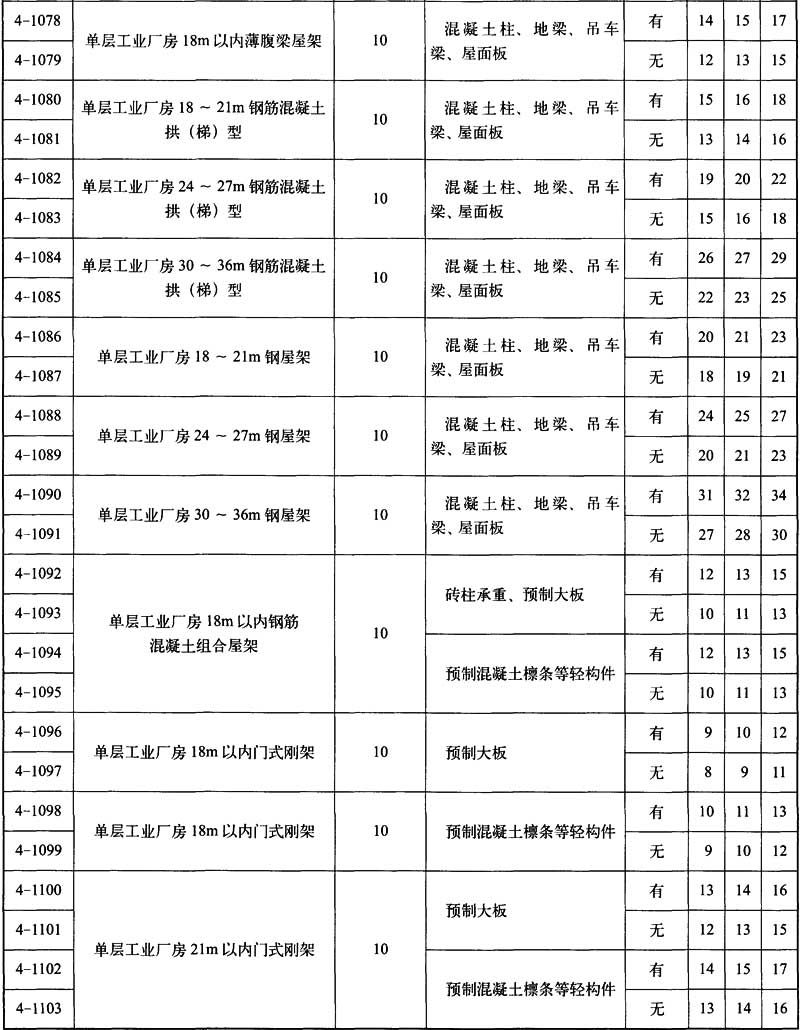 4-1078 单层工业厂房 18m 以内薄腹梁屋架 10 混凝土柱、地梁、吊车 有 14 15 17
4-1079 梁、屋面板 无 12 13 15
4-1080 单层工业厂房 18 ~ 21m 钢筋混凝土 10 混凝土柱、地梁、吊车 有 15 16 18
4-1081 拱（梯）型 梁、屋面板 无 13 14 16
4-1082 单层工业厂房 24 ~ 27m 钢筋混凝土 10 混凝土柱、地梁、吊车 有 19 20 22
4-1083 拱（梯）型 梁、屋面板 无 15 16 18
4-1084 单层工业厂房 30 ~ 36m 钢筋混凝土 10 混凝土柱、地梁、吊车 有 26 27 29
4-1085 拱（梯）型 梁、屋面板 无 22 23 25
4-1086 单层工业厂房 18 ~ 21m 钢屋架 10 混凝土柱、地梁、吊车 有 20 21 23
4-1087 梁、屋面板 无 18 19 21
4-1088 单层工业厂房 24 ~ 27m 钢屋架 10 混凝土柱、地梁、吊车 有 24 25 27
4-1089 梁、屋面板 无 20 21 23
4-1090 单层工业厂房 30 ~ 36m 钢屋架 10 混凝土柱、地梁、吊车 有 31 32 34
4-1091 梁、屋面板 无 27 28 30
4-1092 砖柱承重、预制大板 有 12 13 15
4-1093 单层工业厂房 18m 以内钢筋 10 无 10 11 13
4-1094 混凝土组合屋架 预制混凝土檩条等轻构件 有 12 13 15
4-1095 无 10 11 13
4-1096 单层工业厂房 18m 以内门式刚架 10 预制大板 有 9 10 12
4-1097 无 8 9 11
4-1098 单层工业厂房 18m 以内门式刚架 10 预制混凝土檩条等轻构件 有 10 11 13
4-1099 无 9 10 12
4-1100 预制大板 有 13 14 16
4-1101 单层工业厂房 21m 以内门式刚架 10 无 12 13 15
4-1102 预制混凝土檩条等轻构件 有 14 15 17
4-1103 无 13 14 16